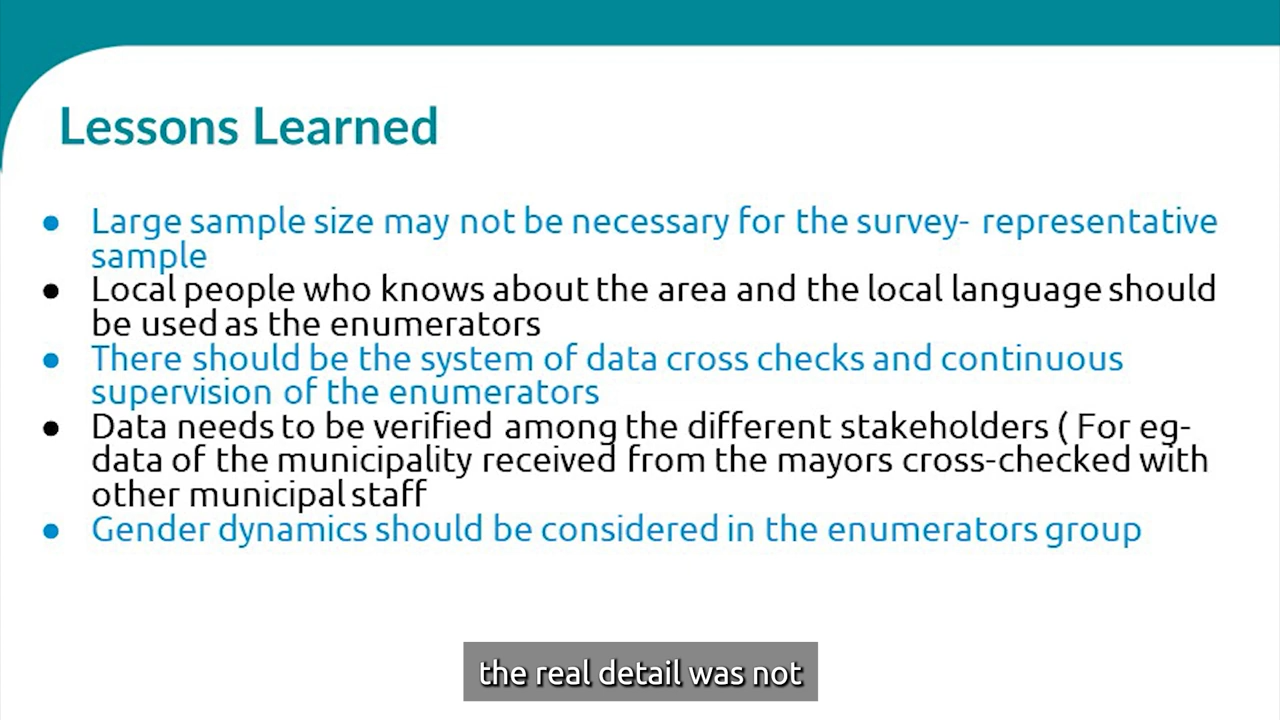 Lessons Learned
● Large sample size may not be necessary for the survey- representative
sample
● Local people who knows about the area and the local language should
be used as the enumerators
● There should be the system of data cross checks and continuous
supervision of the enumerators
● Data needs to be verified among the different stakeholders ( For eg-
data of the municipality received from the mayors cross-checked with
other municipal staff
● Gender dynamics should be considered in the enumerators group
the real detail was not